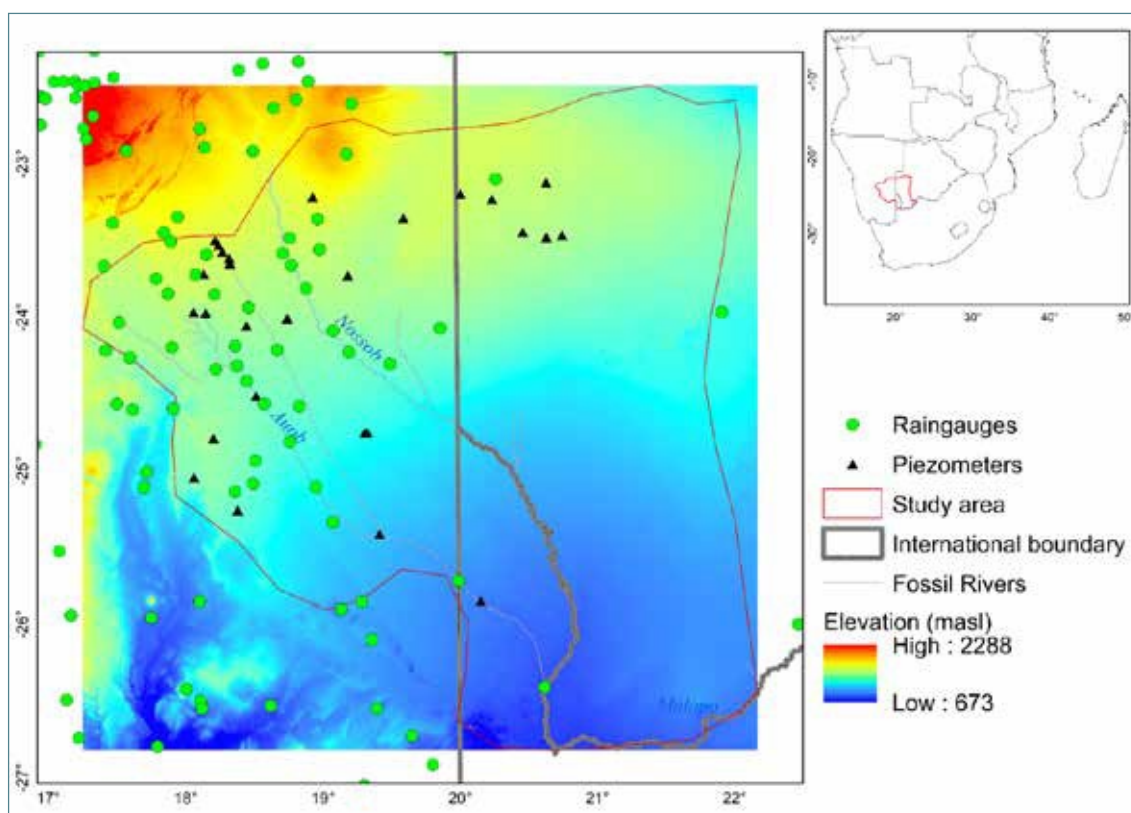 -23°
-24°
-25°
-26°
-27°
17°
18°
19°
20°
21°
22°
Nossob
Auob
Molopo
-10°
-20°
-30°
20°
30°
40°
50
Raingauges
Piezometers
Study area
International boundary
Fossil Rivers
Elevation (masl)
High : 2288
Low : 673